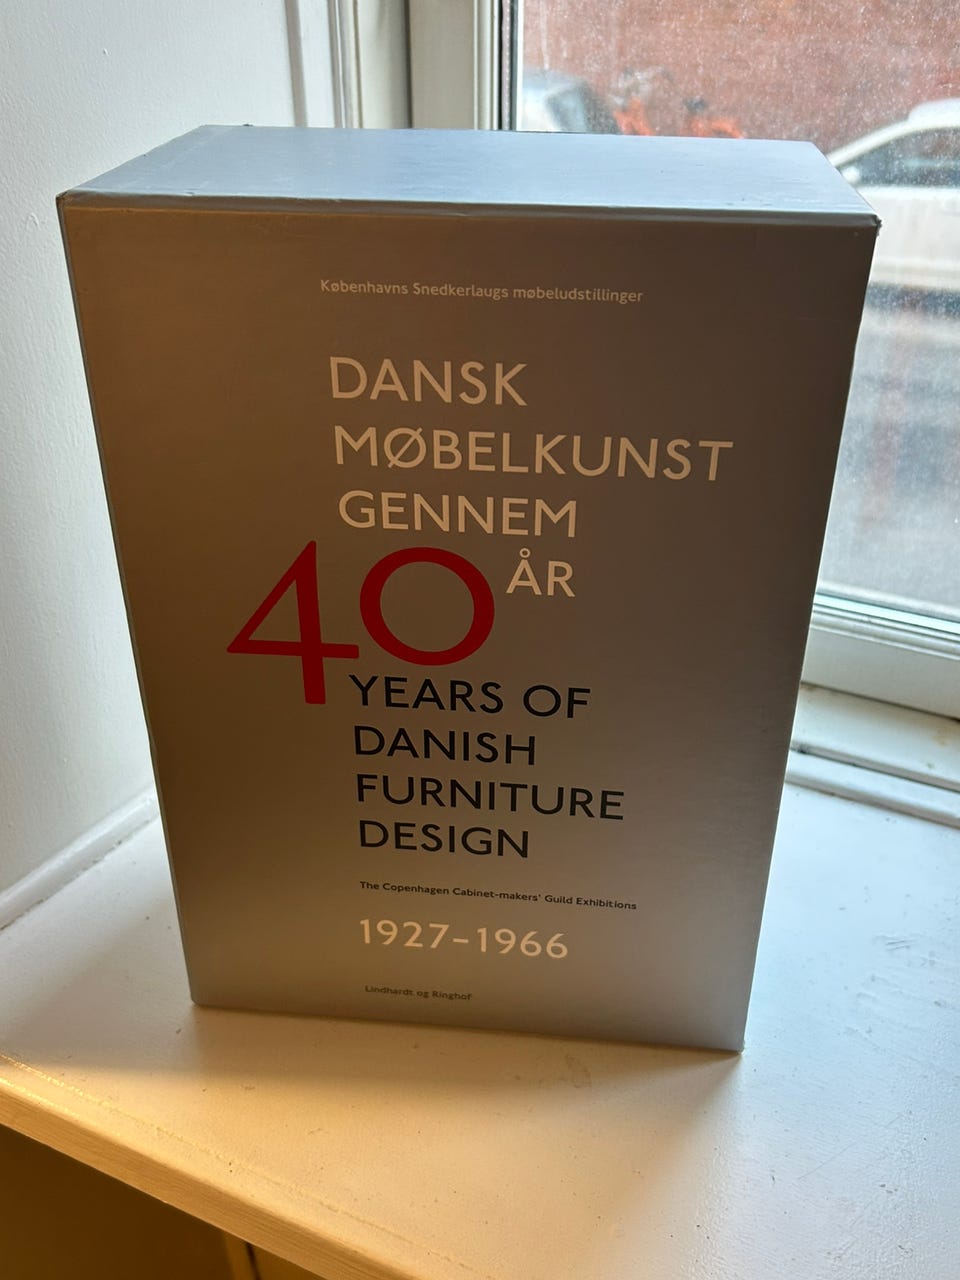 Københavns Snedkerlaugs møbeludstillinger
DANSK
MØBELKUNST
GENNEM
40 ÅR
YEARS OF
DANISH
FURNITURE
DESIGN
The Copenhagen Cabinet-makers' Guild Exhibitions
1927–1966
Lindhardt og Ringhof